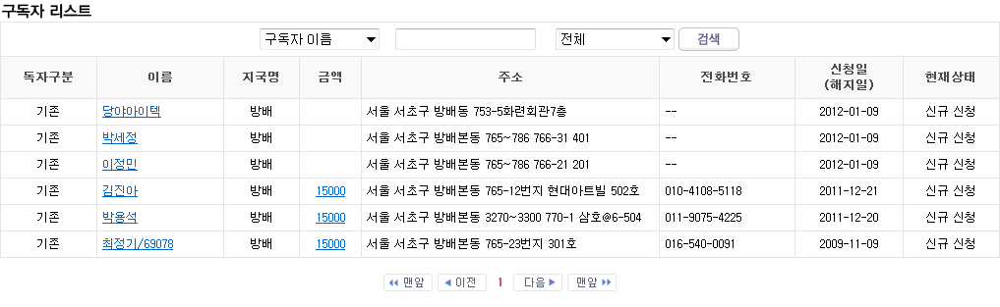 구독자 리스트
구독자 이름 전체 검색
독자구분 이름 지국명 금액 주소 전화번호 신청일 (해지일) 현재상태
기존 당야아이텍 방배 서울 서초구 방배동 753-5화련회관7층 -- 2012-01-09 신규 신청
기존 박세정 방배 서울 서초구 방배본동 765~786 766-31 401 -- 2012-01-09 신규 신청
기존 이정민 방배 서울 서초구 방배본동 765~786 766-21 201 -- 2012-01-09 신규 신청
기존 김진아 방배 15000 서울 서초구 방배본동 765-12번지 현대아트빌 502호 010-4108-5118 2011-12-21 신규 신청
기존 박용석 방배 15000 서울 서초구 방배본동 3270~3300 770-1 삼호@6-504 011-9075-4225 2011-12-20 신규 신청
기존 최정기/69078 방배 15000 서울 서초구 방배본동 765-23번지 301호 016-540-0091 2009-11-09 신규 신청
맨앞 이전 1 다음 맨앞